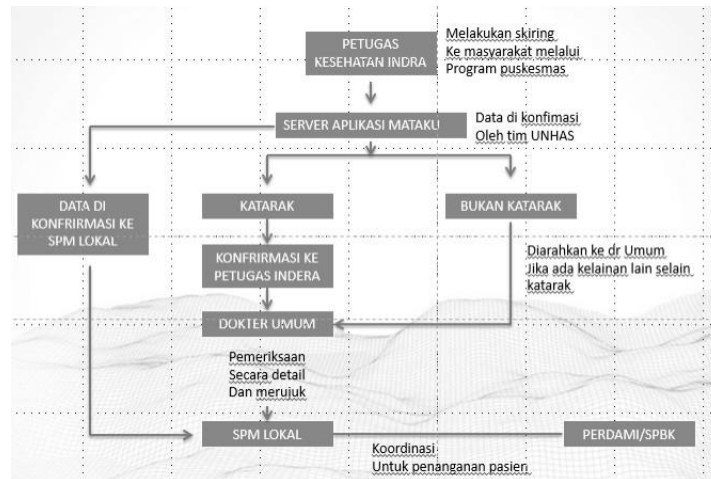 PETUGAS
KESEHATAN INDRA
Melakukan skiring
Ke masyarakat melalui
Program puskesmas
SERVER APLIKASI MATAKU
Data di konfimasi
Oleh tim UNHAS
DATA DI
KONFRIRMASI KE
SPM LOKAL
KATARAK
BUKAN KATARAK
KONFRIRMASI KE
PETUGAS INDERA
Diarahkan ke dr Umum
Jika ada kelainan lain selain
katarak
DOKTER UMUM
Pemeriksaan
Secara detail
Dan merujuk
SPM LOKAL
PERDAMI/SPBK
Koordinasi
Untuk penanganan pasien